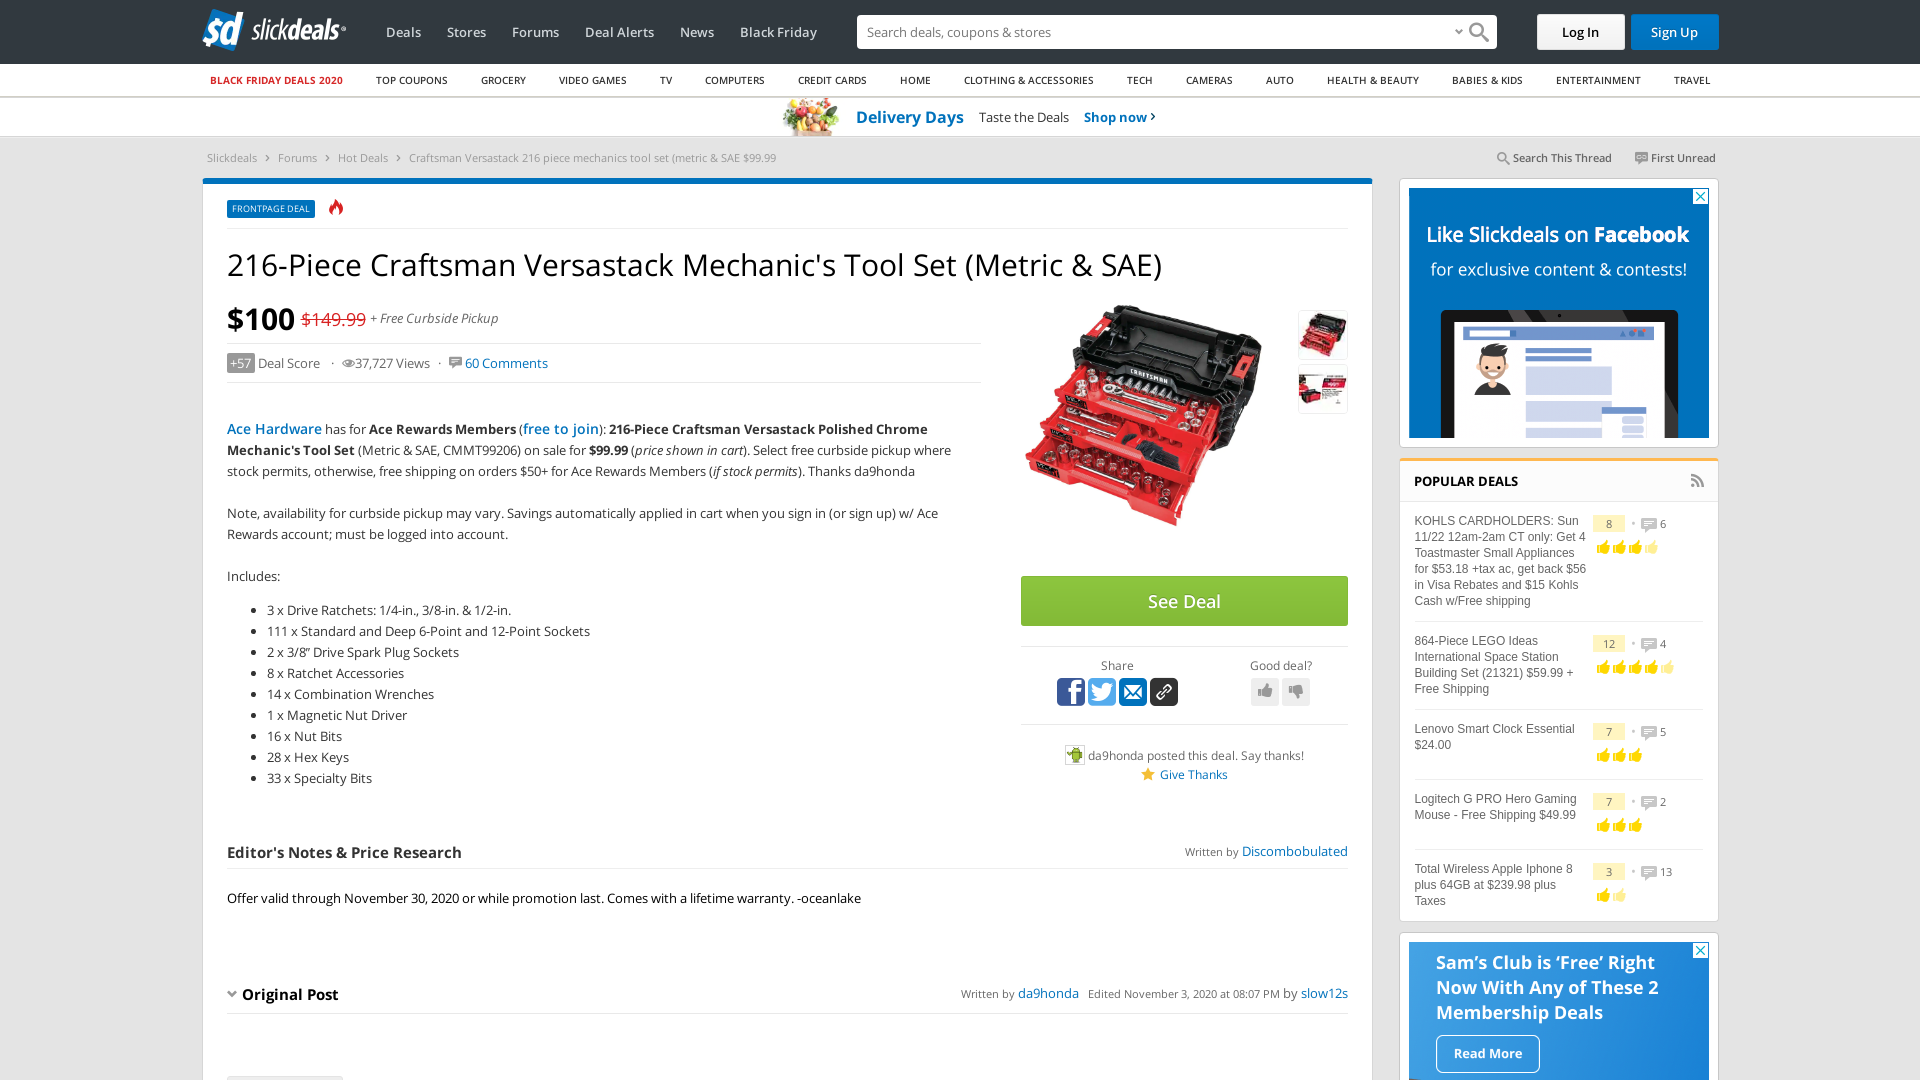 sd slickdeals
Deals Stores Forums Deal Alerts News Black Friday Search deals, coupons & stores Log In Sign Up
BLACK FRIDAY DEALS 2020 TOP COUPONS GROCERY VIDEO GAMES TV COMPUTERS CREDIT CARDS HOME CLOTHING & ACCESSORIES TECH CAMERAS AUTO HEALTH & BEAUTY BABIES & KIDS ENTERTAINMENT TRAVEL
Delivery Days Taste the Deals Shop now
Slickdeals › Forums › Hot Deals › Craftsman Versastack 216 piece mechanics tool set (metric & SAE $99.99
Search This Thread First Unread
FRONTPAGE DEAL
216-Piece Craftsman Versastack Mechanic's Tool Set (Metric & SAE)
$100 $149.99 + Free Curbside Pickup
+57 Deal Score · 37,727 Views · 60 Comments
Ace Hardware has for Ace Rewards Members (free to join): 216-Piece Craftsman Versastack Polished Chrome
Mechanic's Tool Set (Metric & SAE, CMMT99206) on sale for $99.99 (price shown in cart). Select free curbside pickup where
stock permits, otherwise, free shipping on orders $50+ for Ace Rewards Members (if stock permits). Thanks da9honda
Note, availability for curbside pickup may vary. Savings automatically applied in cart when you sign in (or sign up) w/ Ace
Rewards account; must be logged into account.
Includes:
• 3 x Drive Ratchets: 1/4-in., 3/8-in. & 1/2-in.
• 111 x Standard and Deep 6-Point and 12-Point Sockets
• 2 x 3/8” Drive Spark Plug Sockets
• 8 x Ratchet Accessories
• 14 x Combination Wrenches
• 1 x Magnetic Nut Driver
• 16 x Nut Bits
• 28 x Hex Keys
• 33 x Specialty Bits
CRAFTSMAN
See Deal
Share
Good deal?
da9honda posted this deal. Say thanks!
Give Thanks
Editor's Notes & Price Research
Written by Discombobulated
Offer valid through November 30, 2020 or while promotion last. Comes with a lifetime warranty. -oceanlake
Original Post
Written by da9honda Edited November 3, 2020 at 08:07 PM by slow12s
Like Slickdeals on Facebook
for exclusive content & contests!
POPULAR DEALS
KOHLS CARDHOLDERS: Sun
11/22 12am-2am CT only: Get 4
Toastmaster Small Appliances
for $53.18 +tax ac, get back $56
in Visa Rebates and $15 Kohls
Cash w/Free shipping
8 • 6
864-Piece LEGO Ideas
International Space Station
Building Set (21321) $59.99 +
Free Shipping
12 • 4
Lenovo Smart Clock Essential
$24.00
7 • 5
Logitech G PRO Hero Gaming
Mouse - Free Shipping $49.99
7 • 2
Total Wireless Apple Iphone 8
plus 64GB at $239.98 plus
Taxes
3 • 13
Sam’s Club is ‘Free’ Right
Now With Any of These 2
Membership Deals
Read More